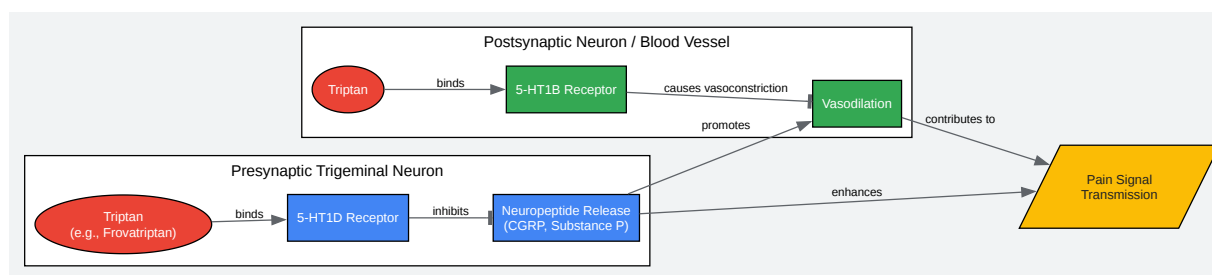 Postsynaptic Neuron / Blood Vessel
Triptan
binds
5-HT1B Receptor
causes vasoconstriction
Vasodilation
promotes
contributes to
Presynaptic Trigeminal Neuron
Triptan
(e.g., Frovatriptan)
binds
5-HT1D Receptor
inhibits
Neuropeptide Release
(CGRP, Substance P)
enhances
Pain Signal
Transmission